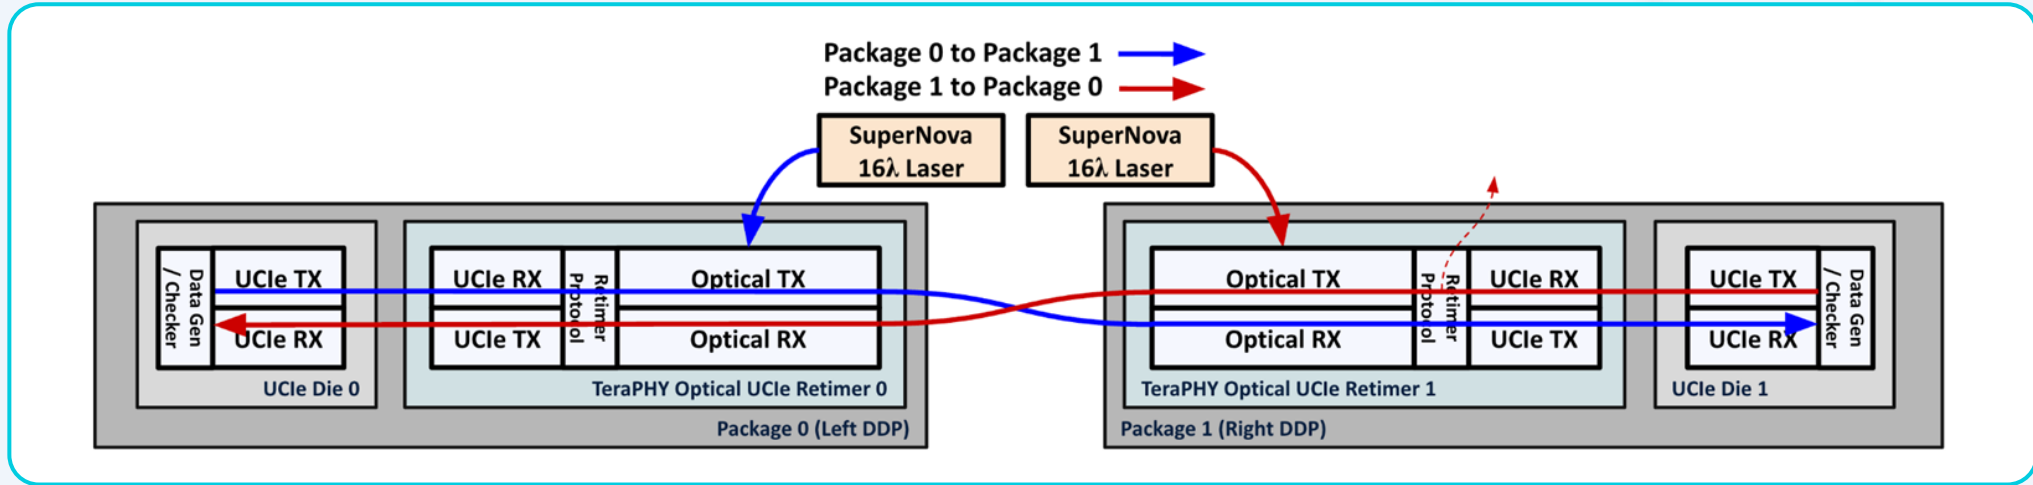 Package 0 to Package 1
Package 1 to Package 0
SuperNova
16λ Laser
SuperNova
16λ Laser
Data Gen
/ Checker
UCIe TX
UCIe RX
UCIe Die 0
UCIe RX
UCIe TX
Retimer
Protocol
Optical TX
Optical RX
TeraPHY Optical UCIe Retimer 0
Package 0 (Left DDP)
Optical TX
Optical RX
Retimer
Protocol
UCIe RX
UCIe TX
TeraPHY Optical UCIe Retimer 1
UCIe TX
UCIe RX
Data Gen
/ Checker
UCIe Die 1
Package 1 (Right DDP)